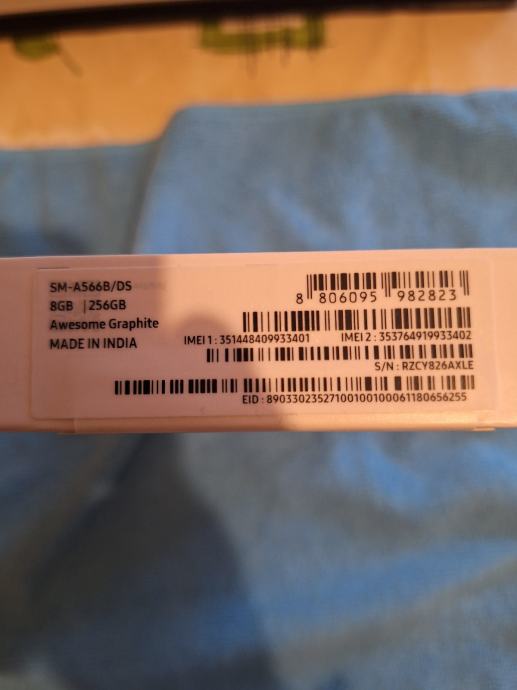 SM-A566B/DS
8GB | 256GB
Awesome Graphite
MADE IN INDIA
8 806095 982823
IMEI 1 : 351448409933401 IMEI 2 : 353764919933402
S/N : RZCY826AXLE
EID : 89033023527100100100061180656255